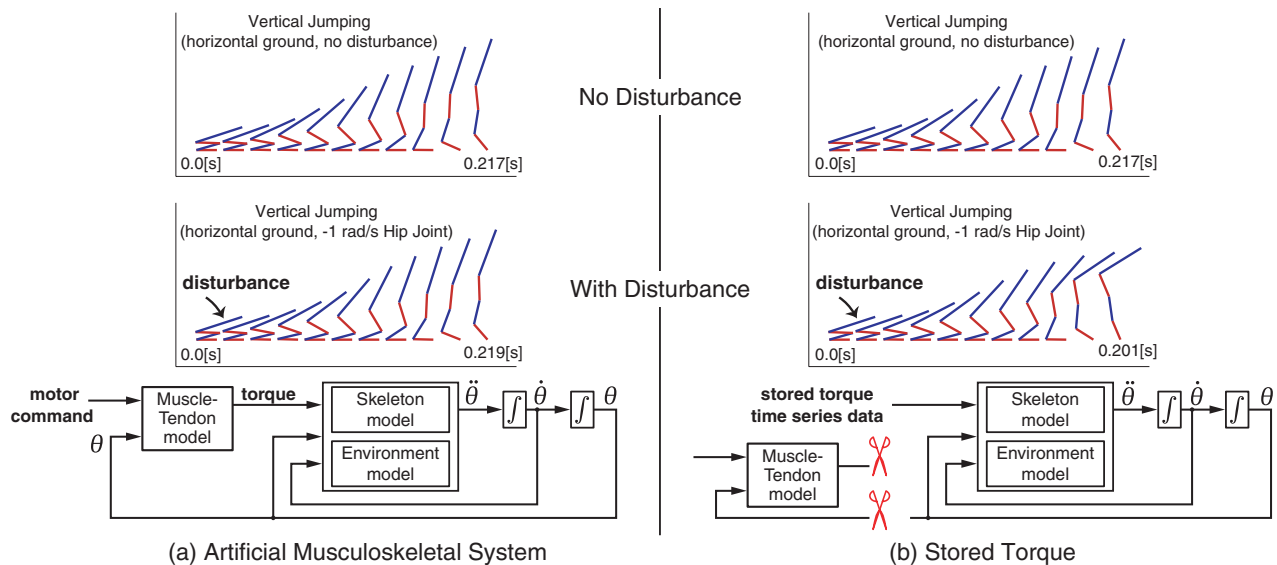 Vertical Jumping
(horizontal ground, no disturbance)
0.0[s]
0.217[s]
No Disturbance
Vertical Jumping
(horizontal ground, no disturbance)
0.0[s]
0.217[s]
Vertical Jumping
(horizontal ground, -1 rad/s Hip Joint)
disturbance
0.0[s]
0.219[s]
With Disturbance
Vertical Jumping
(horizontal ground, -1 rad/s Hip Joint)
disturbance
0.0[s]
0.201[s]
motor
command
θ
Muscle-
Tendon
model
torque
Skeleton
model
Environment
model
θ̈
∫
θ̇
∫
θ
stored torque
time series data
Muscle-
Tendon
model
Skeleton
model
Environment
model
θ̈
∫
θ̇
∫
θ
(a) Artificial Musculoskeletal System
(b) Stored Torque